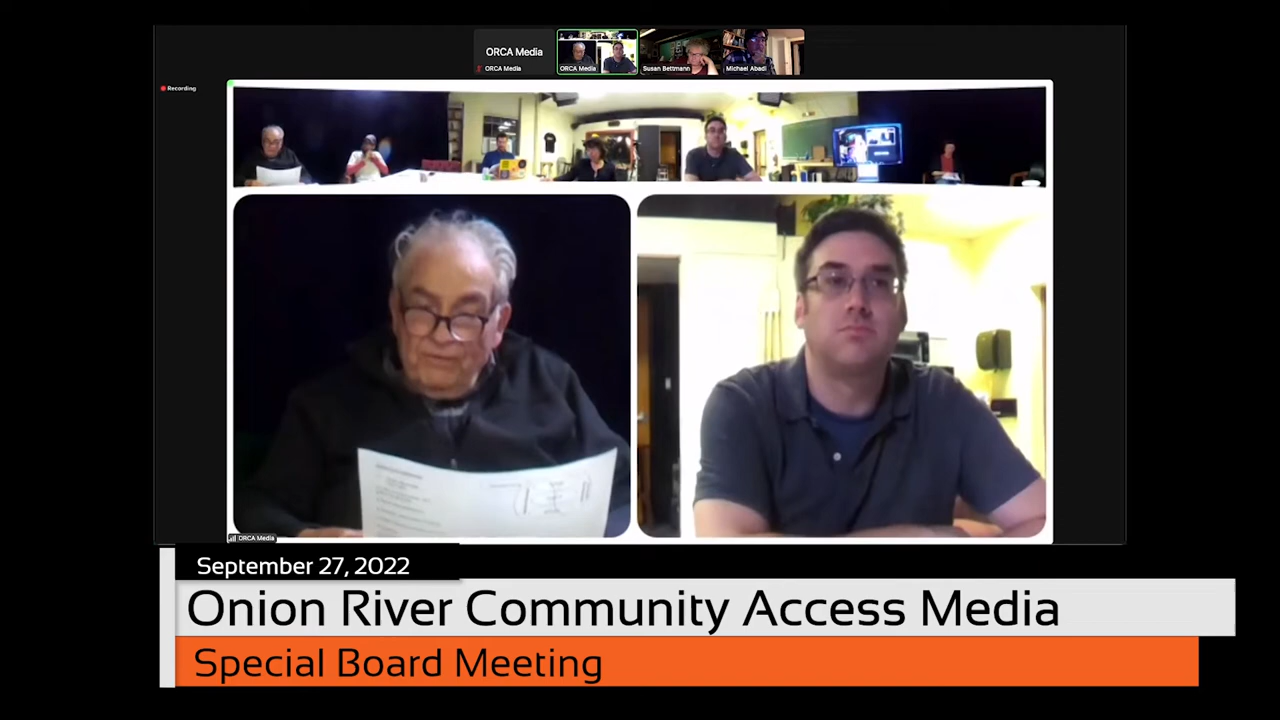 ORCA Media
ORCA Media
ORCA Media
Susan Bettmann
Michael Abadi
Recording
ORCA Media
September 27, 2022
Onion River Community Access Media
Special Board Meeting